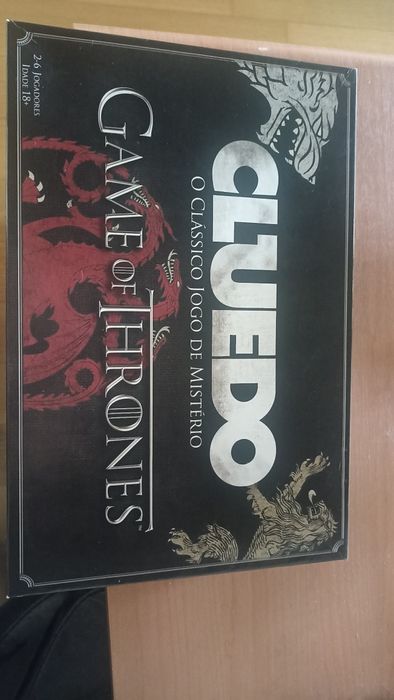 CLUEDO
O CLÁSSICO JOGO DE MISTÉRIO
GAME OF THRONES
2-6 JOGADORES
IDADE 18+